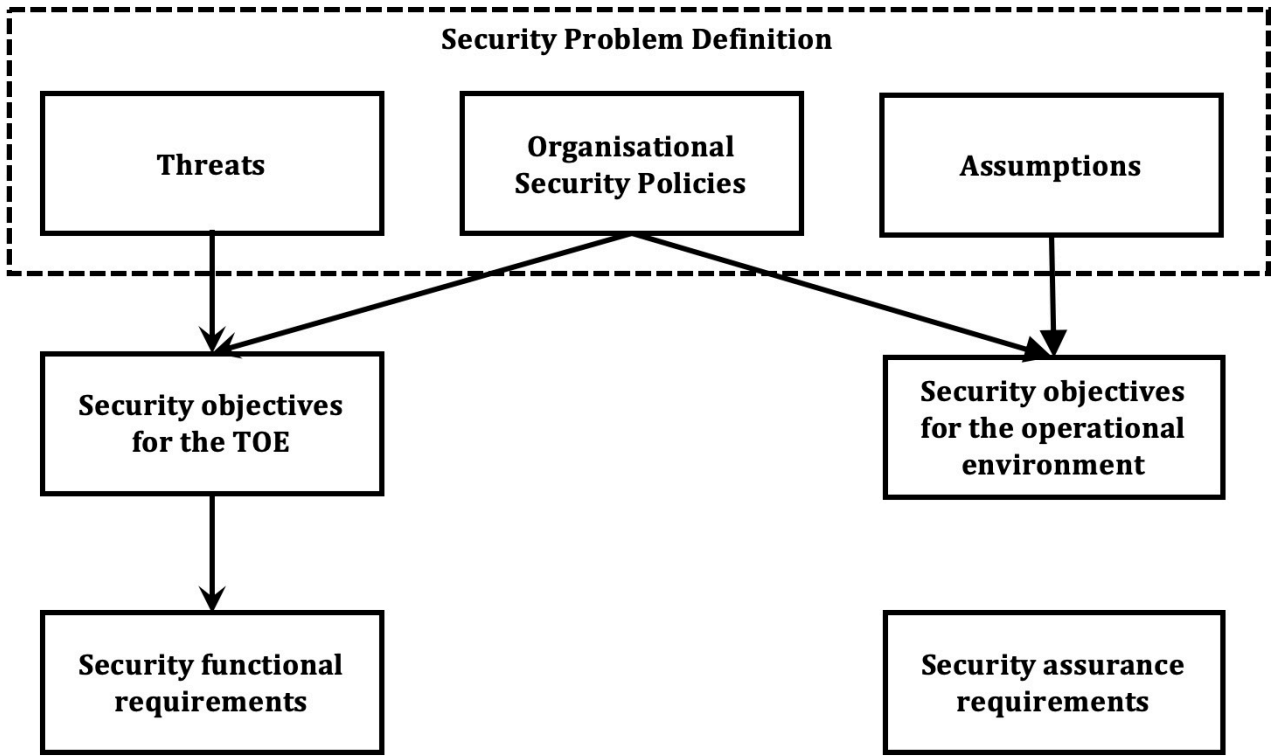 Security Problem Definition
Threats
Organisational
Security Policies
Assumptions
Security objectives
for the TOE
Security objectives
for the operational
environment
Security functional
requirements
Security assurance
requirements